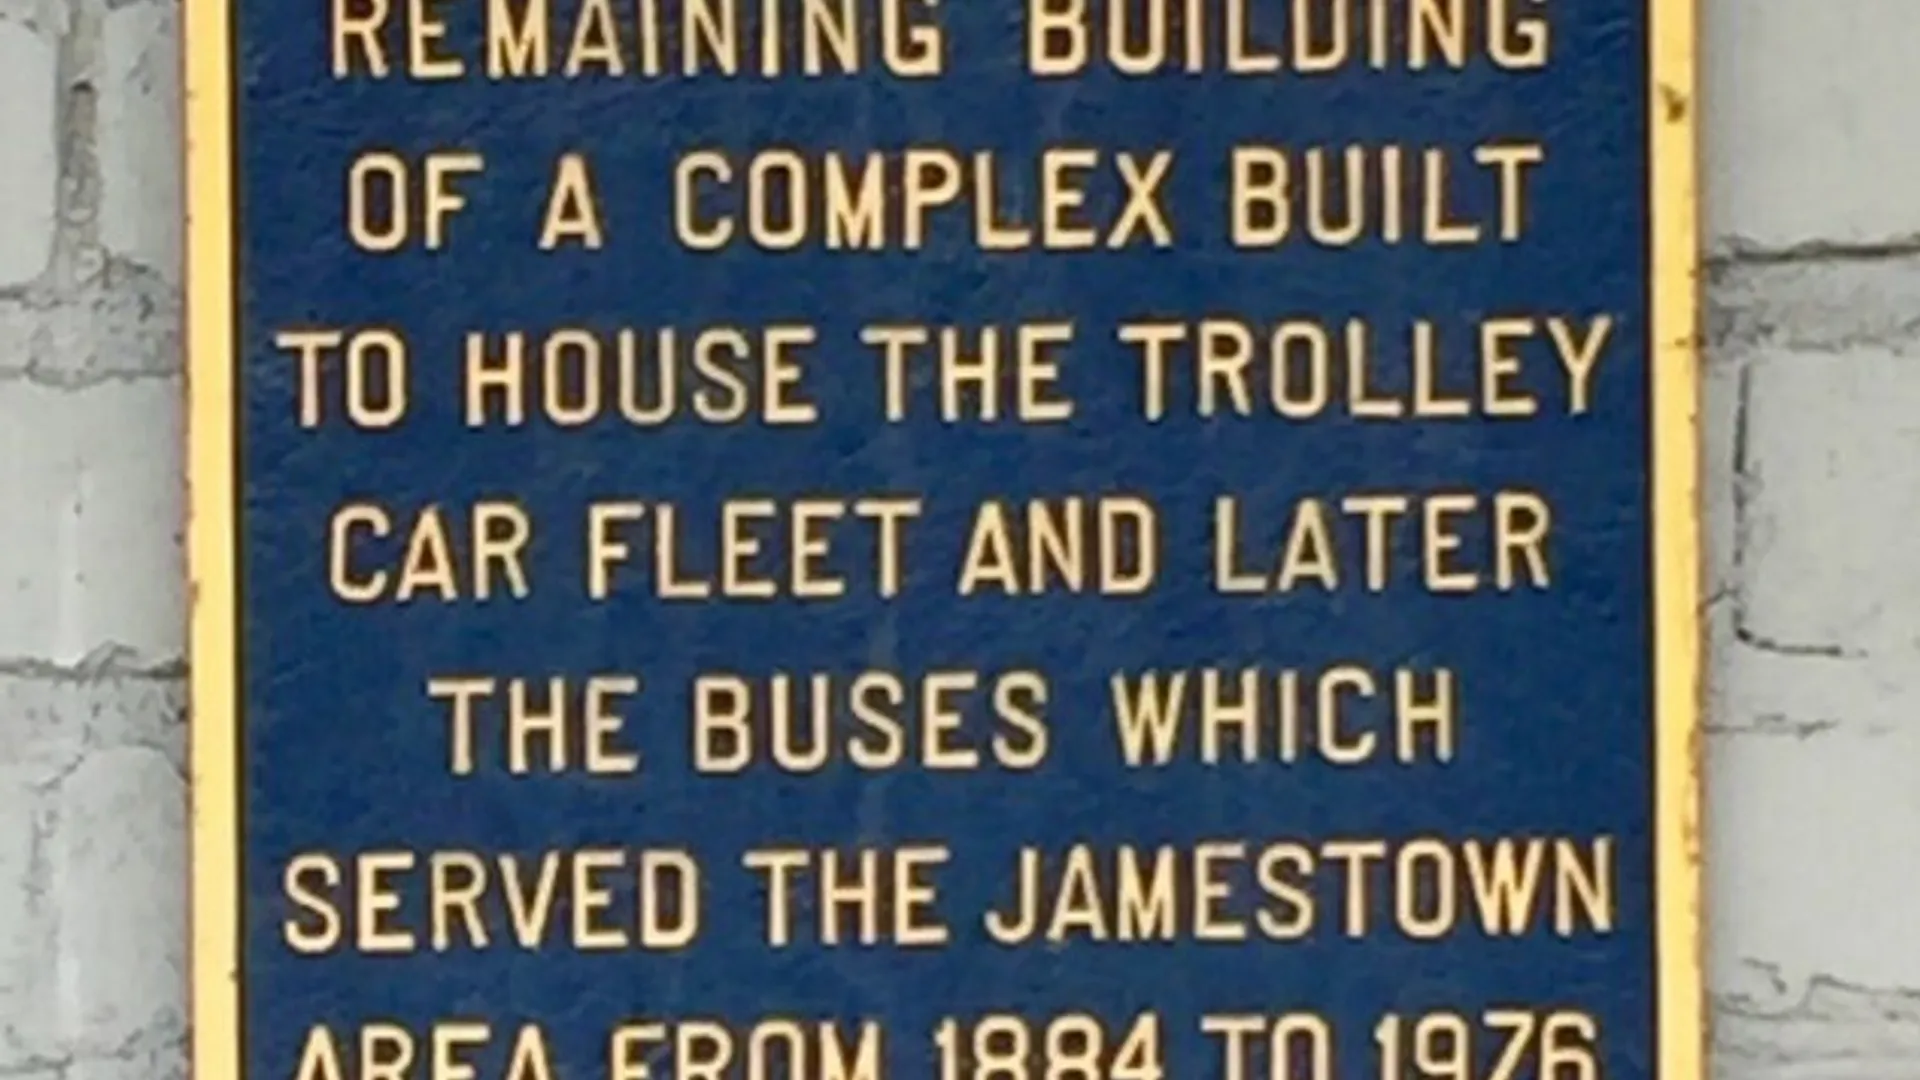 REMAINING BUILDING
OF A COMPLEX BUILT
TO HOUSE THE TROLLEY
CAR FLEET AND LATER
THE BUSES WHICH
SERVED THE JAMESTOWN
AREA FROM 1884 TO 1976